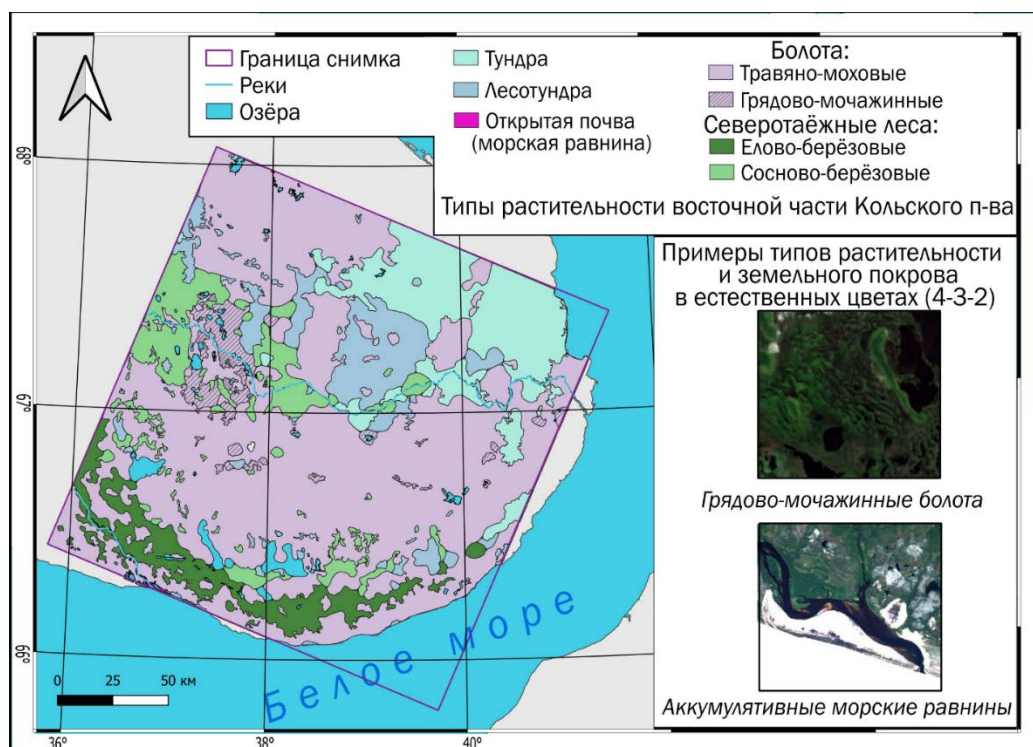 Граница снимка
Реки
Озёра
Тундра
Лесотундра
Открытая почва
(морская равнина)
Болота:
Травяно-моховые
Грядово-мочажинные
Северотаёжные леса:
Елово-берёзовые
Сосново-берёзовые
Типы растительности восточной части Кольского п-ва
Примеры типов растительности
и земельного покрова
в естественных цветах (4-3-2)
Грядово-мочажинные болота
Аккумулятивные морские равнины
68°
67°
66°
Белое море
0 25 50 км
36° 38° 40°